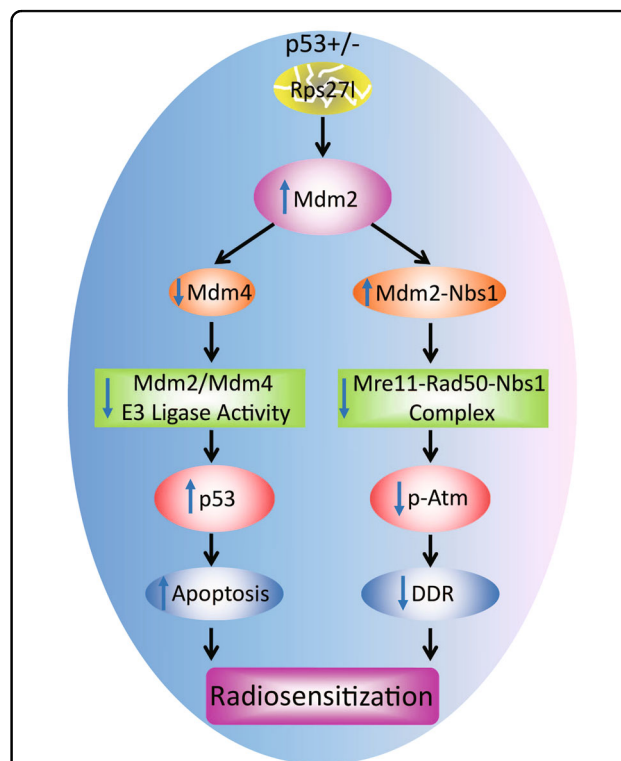 p53+/-
Rps27l
Mdm2
Mdm4
Mdm2-Nbs1
Mdm2/Mdm4
E3 Ligase Activity
Mre11-Rad50-Nbs1
Complex
p53
p-Atm
Apoptosis
DDR
Radiosensitization